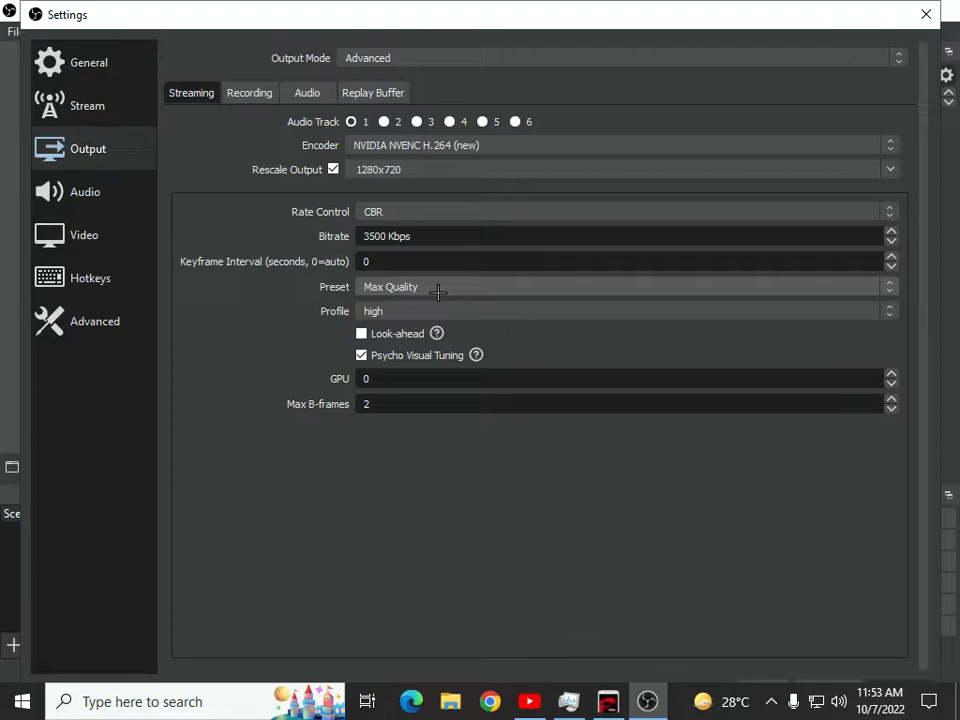 Settings
Fil
General
Stream
Output
Audio
Video
Hotkeys
Advanced
Output Mode Advanced
Streaming Recording Audio Replay Buffer
Audio Track 1 2 3 4 5 6
Encoder NVIDIA NVENC H.264 (new)
Rescale Output 1280x720
Rate Control CBR
Bitrate 3500 Kbps
Keyframe Interval (seconds, 0=auto) 0
Preset Max Quality
Profile high
Look-ahead ?
Psycho Visual Tuning ?
GPU 0
Max B-frames 2
Sce
Type here to search
28°C
11:53 AM
10/7/2022